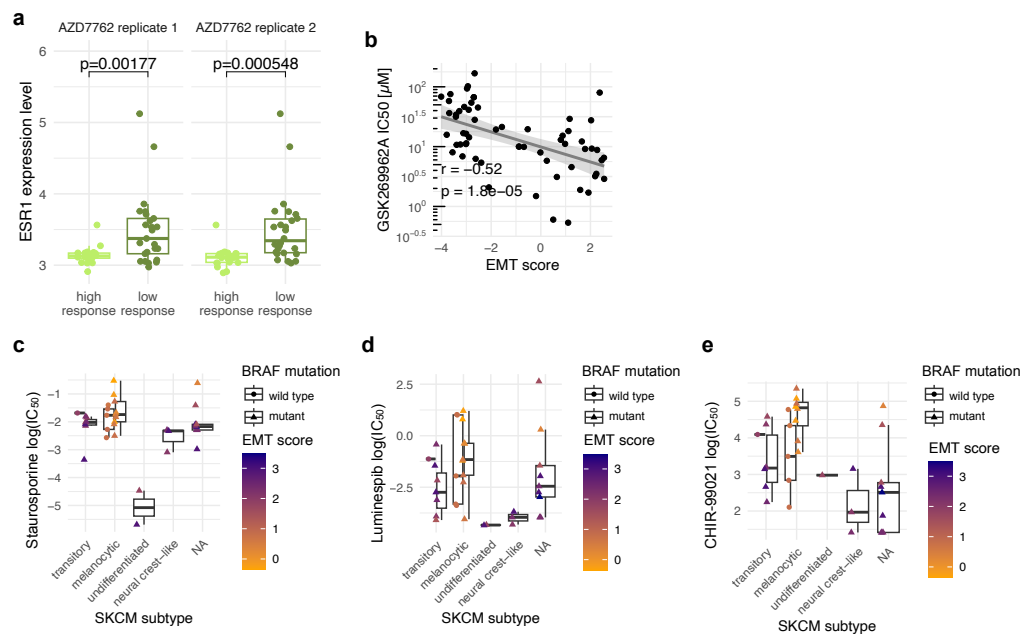 a
AZD7762 replicate 1
AZD7762 replicate 2
ESR1 expression level
6
5
4
3
p=0.00177
p=0.000548
high response
low response
high response
low response
b
GSK269962A IC50 [µM]
10^2
10^1.5
10^1
10^0.5
10^0
10^−0.5
r = −0.52
p = 1.8e−05
−4
−2
0
2
EMT score
c
Staurosporine log(IC50)
−1
−2
−3
−4
−5
transitory
melanocytic
undifferentiated
neural crest−like
NA
SKCM subtype
BRAF mutation
wild type
mutant
EMT score
3
2
1
0
d
Luminespib log(IC50)
2.5
0.0
−2.5
transitory
melanocytic
undifferentiated
neural crest−like
NA
SKCM subtype
BRAF mutation
wild type
mutant
EMT score
3
2
1
0
e
CHIR-99021 log(IC50)
5
4
3
2
transitory
melanocytic
undifferentiated
neural crest−like
NA
SKCM subtype
BRAF mutation
wild type
mutant
EMT score
3
2
1
0